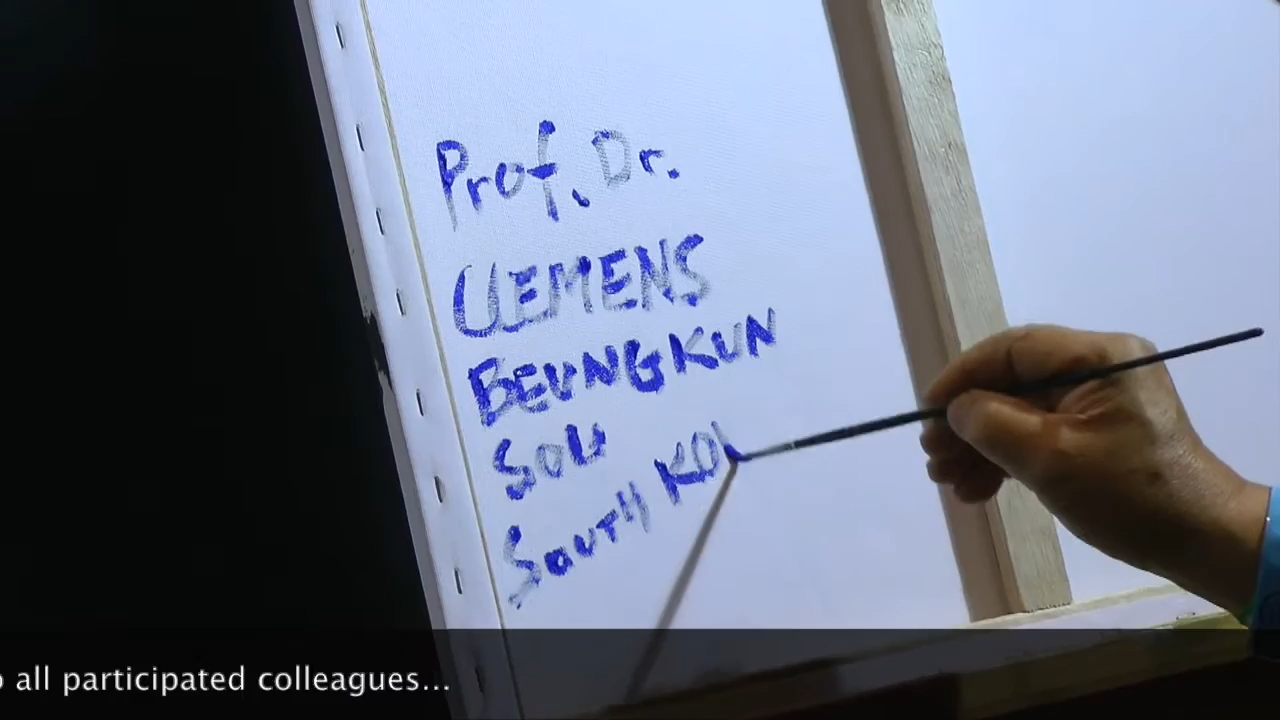 Prof. Dr.
CLEMENS
BEUNGKUN
SOU
SOUTH KO
o all participated colleagues...